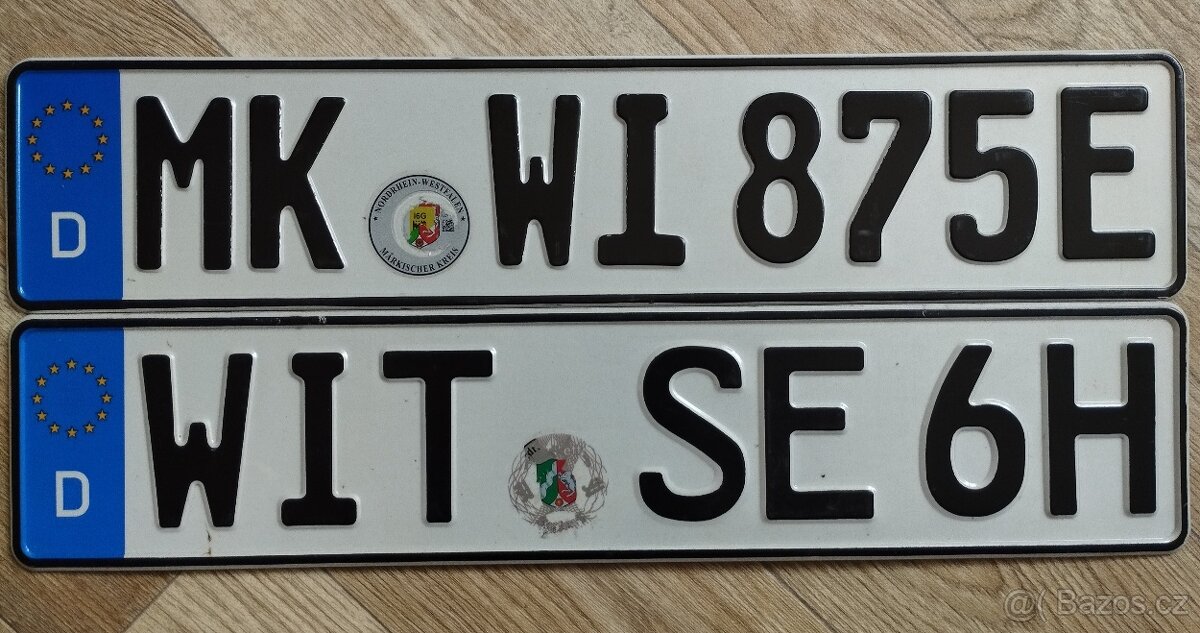 MK WI 875E
D
NORDRHEIN-WESTFALEN
MÄRKISCHER KREIS
WIT SE 6H
D
@( Bazos.cz